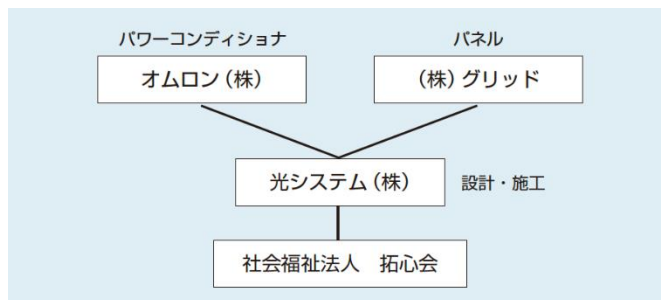 パワーコンディショナ
パネル
オムロン（株）
（株）グリッド
光システム（株）
設計・施工
社会福祉法人　拓心会